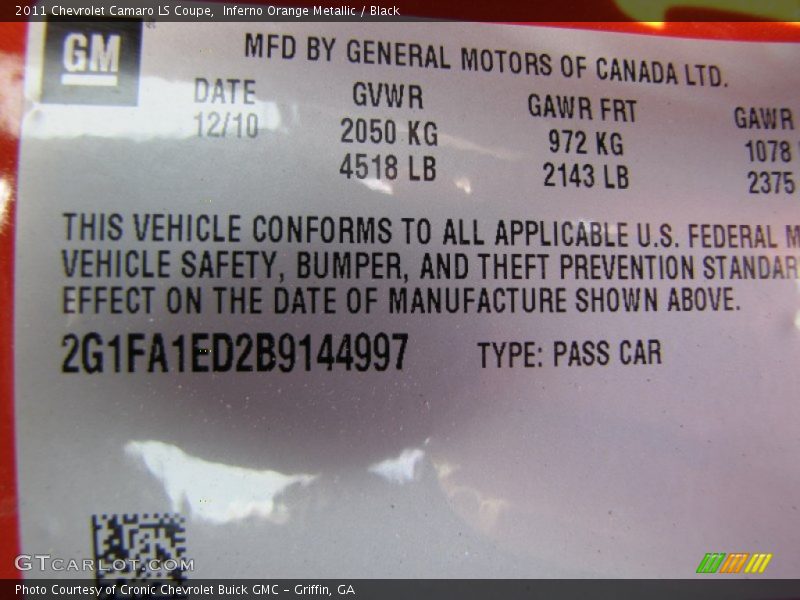 2011 Chevrolet Camaro LS Coupe,  Inferno Orange Metallic / Black
GM
MFD BY GENERAL MOTORS OF CANADA LTD.
DATE GVWR GAWR FRT GAWR
12/10 2050 KG 972 KG 1078
4518 LB 2143 LB 2375
THIS VEHICLE CONFORMS TO ALL APPLICABLE U.S. FEDERAL M
VEHICLE SAFETY, BUMPER, AND THEFT PREVENTION STANDAR
EFFECT ON THE DATE OF MANUFACTURE SHOWN ABOVE.
2G1FA1ED2B9144997 TYPE: PASS CAR
GTCARLOT.COM
Photo Courtesy of Cronic Chevrolet Buick GMC – Griffin, GA